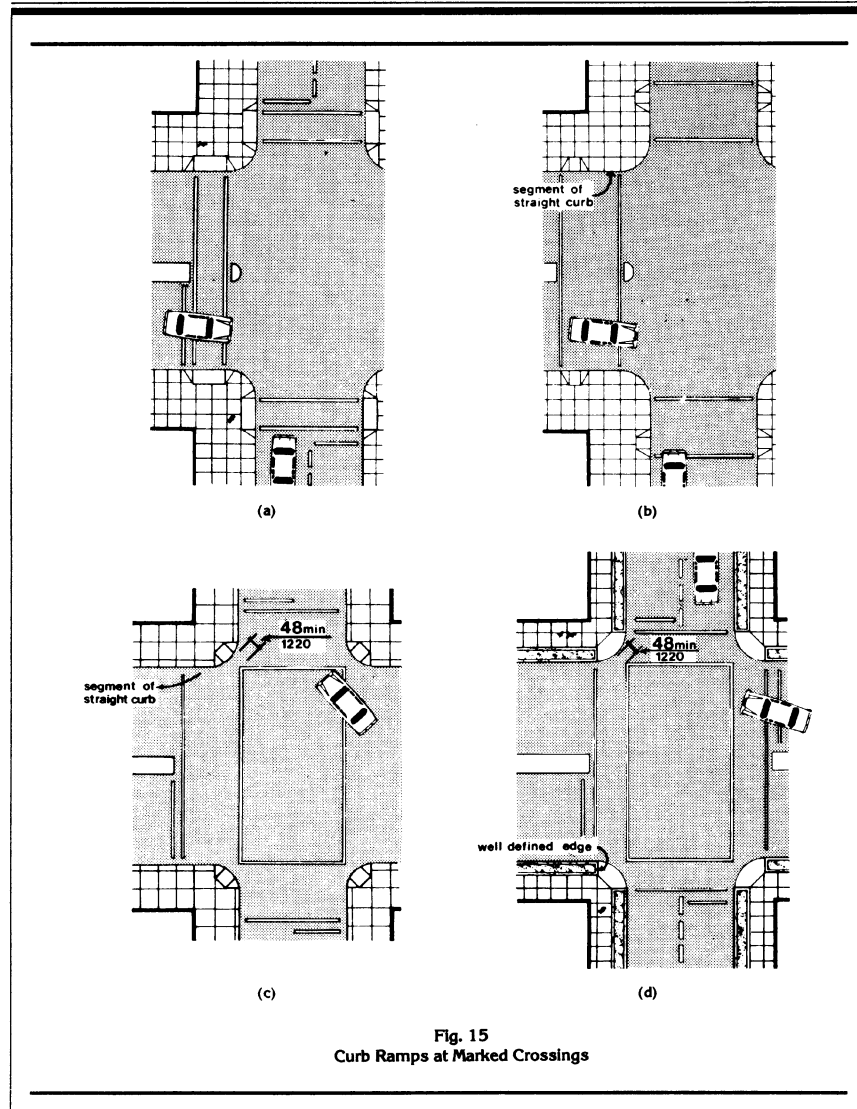 segment of
straight curb
(a)
(b)
48min
1220
segment of
straight curb
48min
1220
well defined edge
(c)
(d)
Fig. 15
Curb Ramps at Marked Crossings